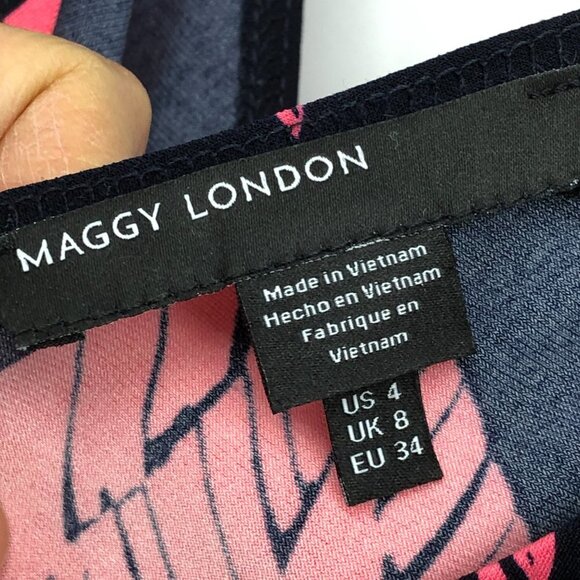 MAGGY LONDON
Made in Vietnam
Hecho en Vietnam
Fabrique en
Vietnam
US 4
UK 8
EU 34